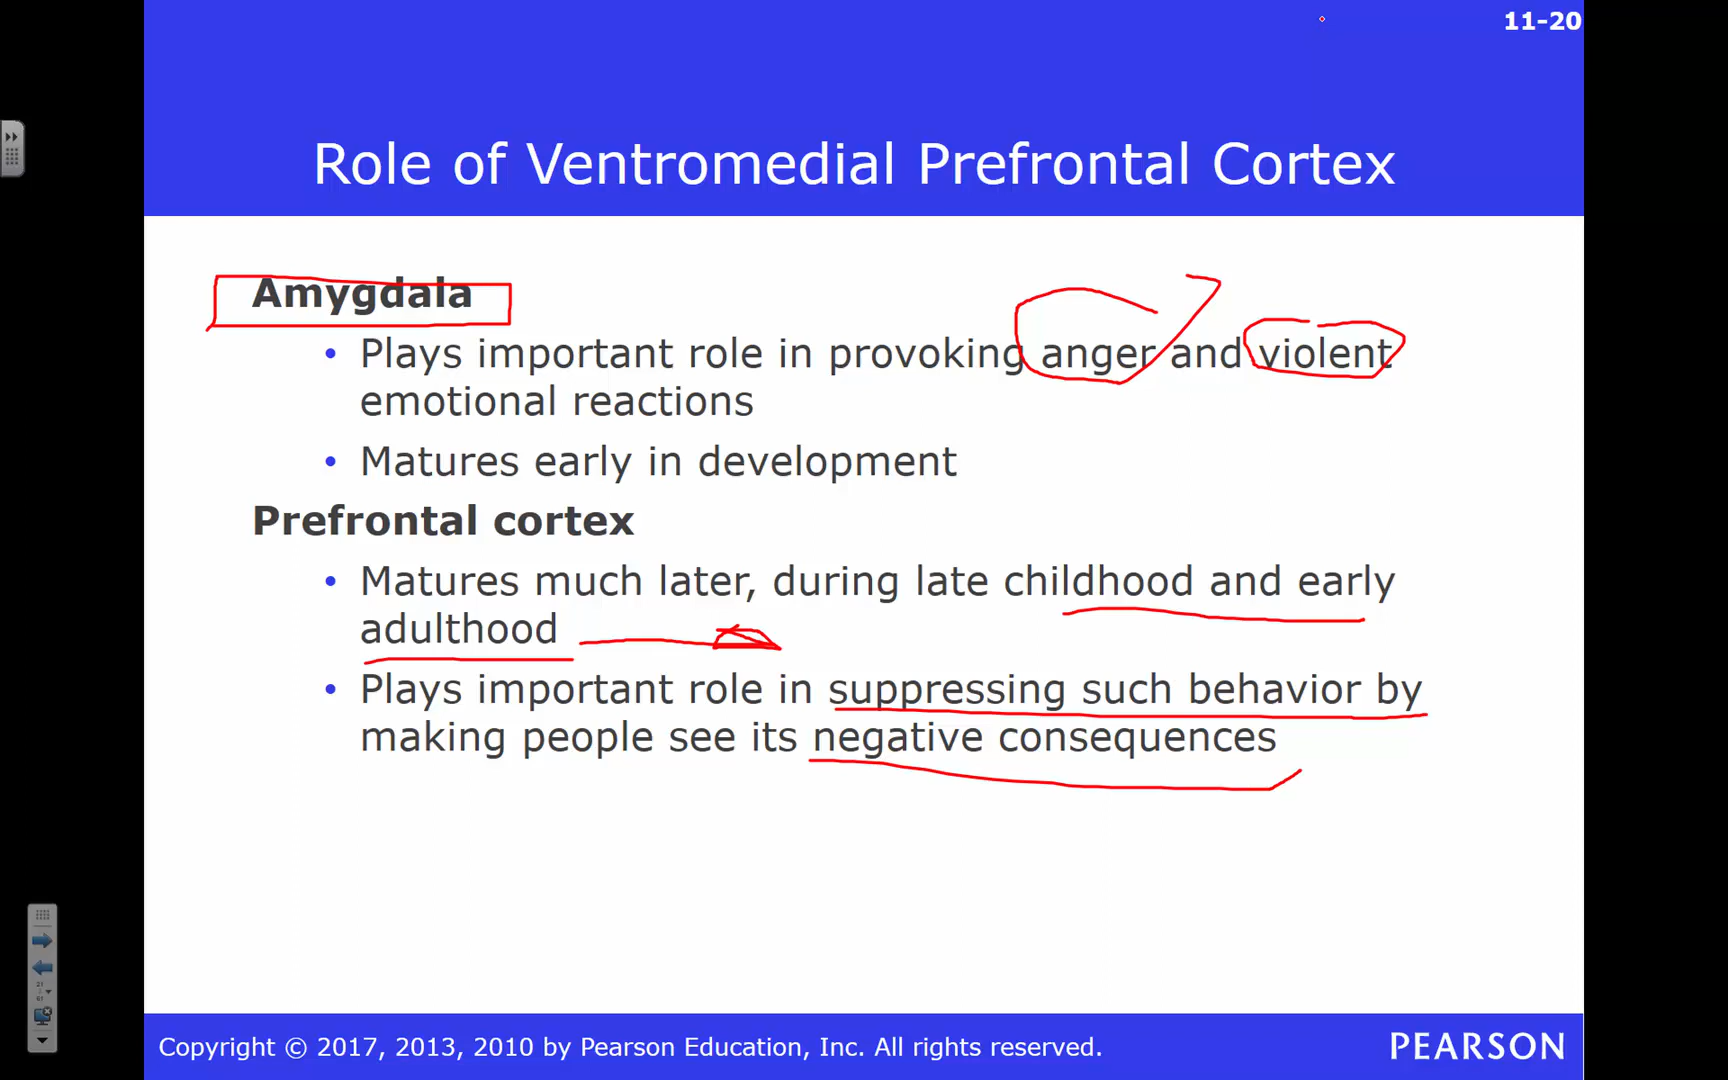 11-20
Role of Ventromedial Prefrontal Cortex
Amygdala
• Plays important role in provoking anger and violent
emotional reactions
• Matures early in development
Prefrontal cortex
• Matures much later, during late childhood and early
adulthood
• Plays important role in suppressing such behavior by
making people see its negative consequences
Copyright © 2017, 2013, 2010 by Pearson Education, Inc. All rights reserved.
PEARSON